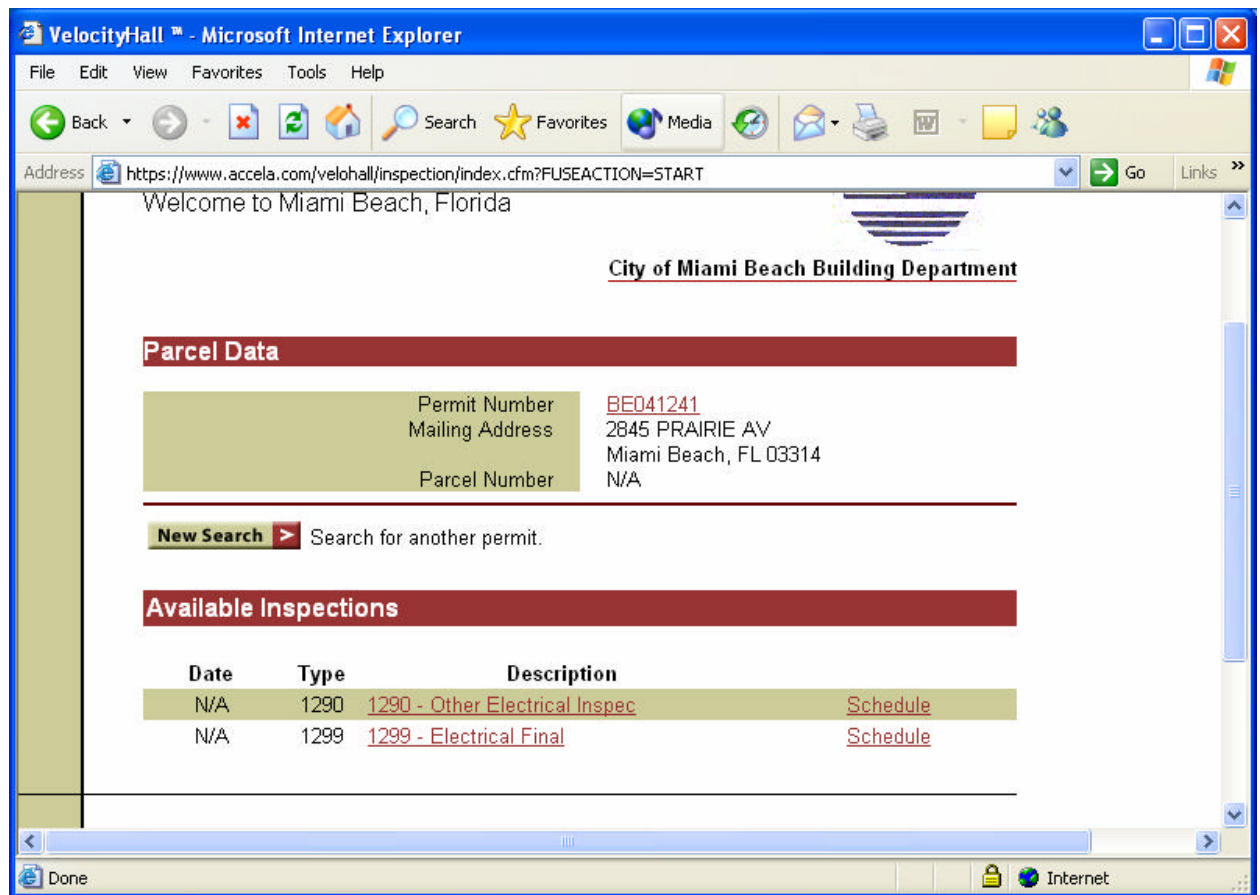 VelocityHall ™ - Microsoft Internet Explorer
File Edit View Favorites Tools Help
Back Search Favorites Media
Address https://www.accela.com/velohall/inspection/index.cfm?FUSEACTION=START Go Links »
Welcome to Miami Beach, Florida
City of Miami Beach Building Department
Parcel Data
Permit Number BE041241
Mailing Address 2845 PRAIRIE AV
Miami Beach, FL 03314
Parcel Number N/A
New Search > Search for another permit.
Available Inspections
Date Type Description
N/A 1290 1290 - Other Electrical Inspec Schedule
N/A 1299 1299 - Electrical Final Schedule
Done Internet